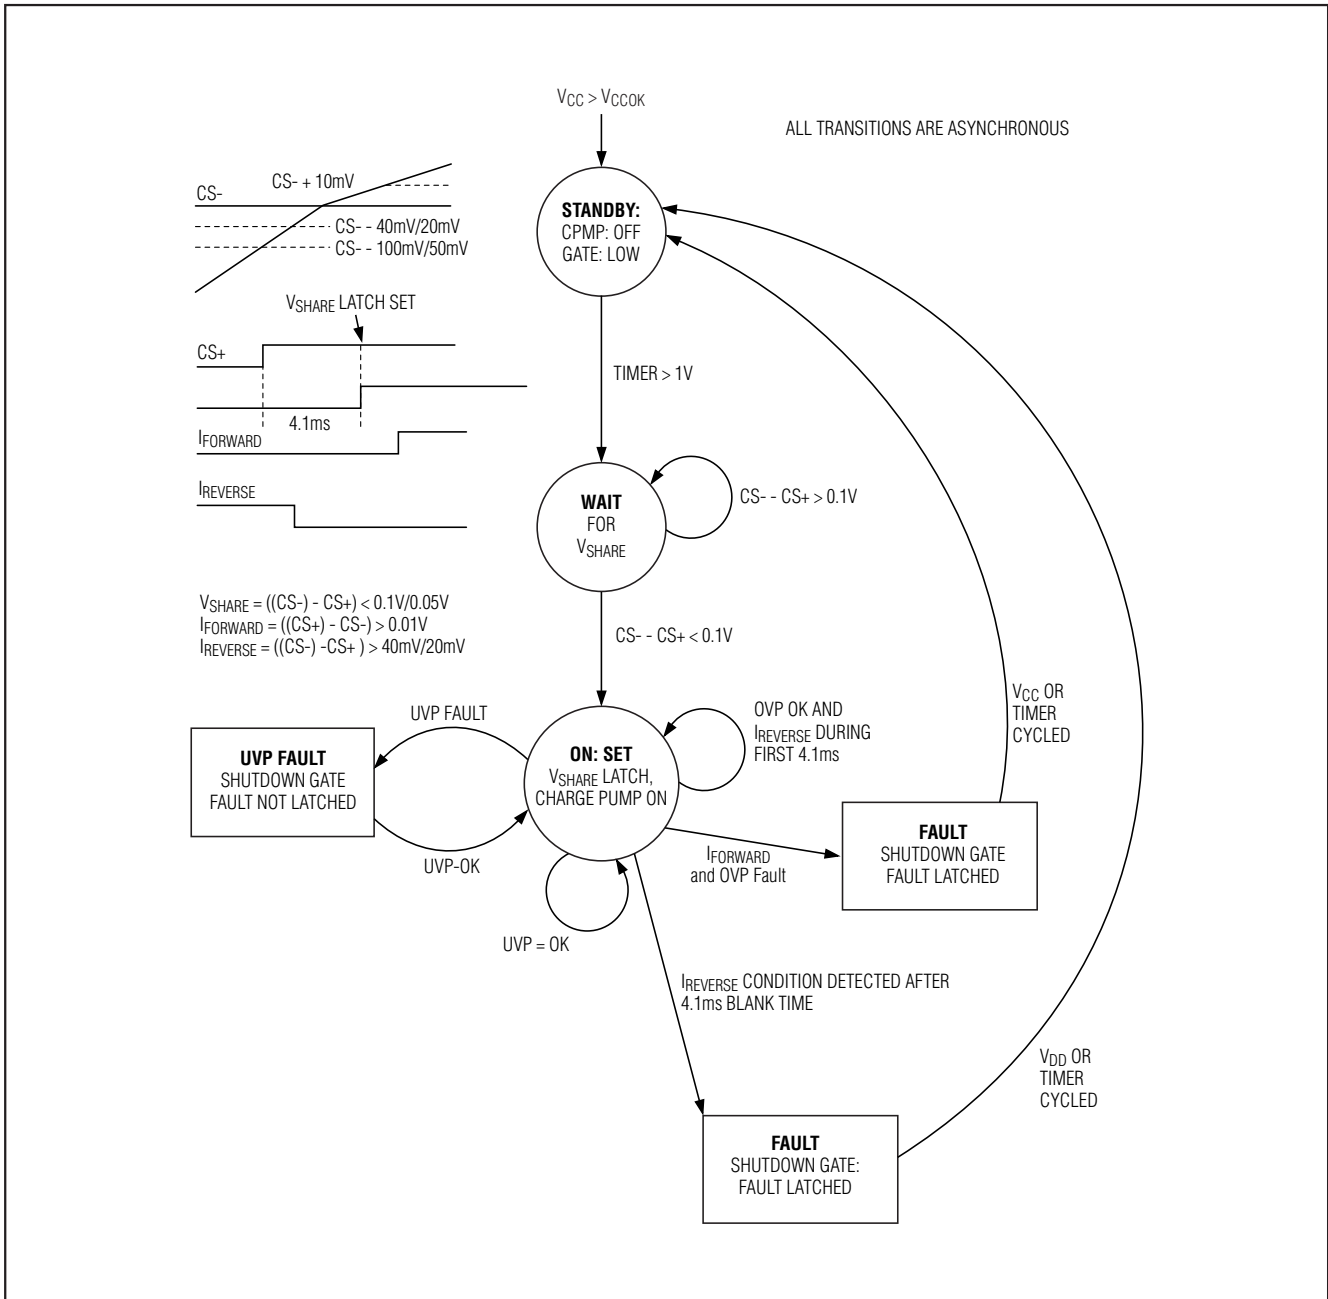 VCC > VCCOK
ALL TRANSITIONS ARE ASYNCHRONOUS
CS- + 10mV
CS-
CS- - 40mV/20mV
CS- - 100mV/50mV
STANDBY:
CPMP: OFF
GATE: LOW
VSHARE LATCH SET
CS+
4.1ms
IFORWARD
IREVERSE
TIMER > 1V
WAIT
FOR
VSHARE
CS- - CS+ > 0.1V
VSHARE = ((CS-) - CS+) < 0.1V/0.05V
IFORWARD = ((CS+) - CS-) > 0.01V
IREVERSE = ((CS-) -CS+ ) > 40mV/20mV
CS- - CS+ < 0.1V
UVP FAULT
UVP FAULT
SHUTDOWN GATE
FAULT NOT LATCHED
UVP-OK
ON: SET
VSHARE LATCH,
CHARGE PUMP ON
OVP OK AND
IREVERSE DURING
FIRST 4.1ms
VCC OR
TIMER
CYCLED
IFORWARD
and OVP Fault
FAULT
SHUTDOWN GATE
FAULT LATCHED
UVP = OK
IREVERSE CONDITION DETECTED AFTER
4.1ms BLANK TIME
VDD OR
TIMER
CYCLED
FAULT
SHUTDOWN GATE:
FAULT LATCHED